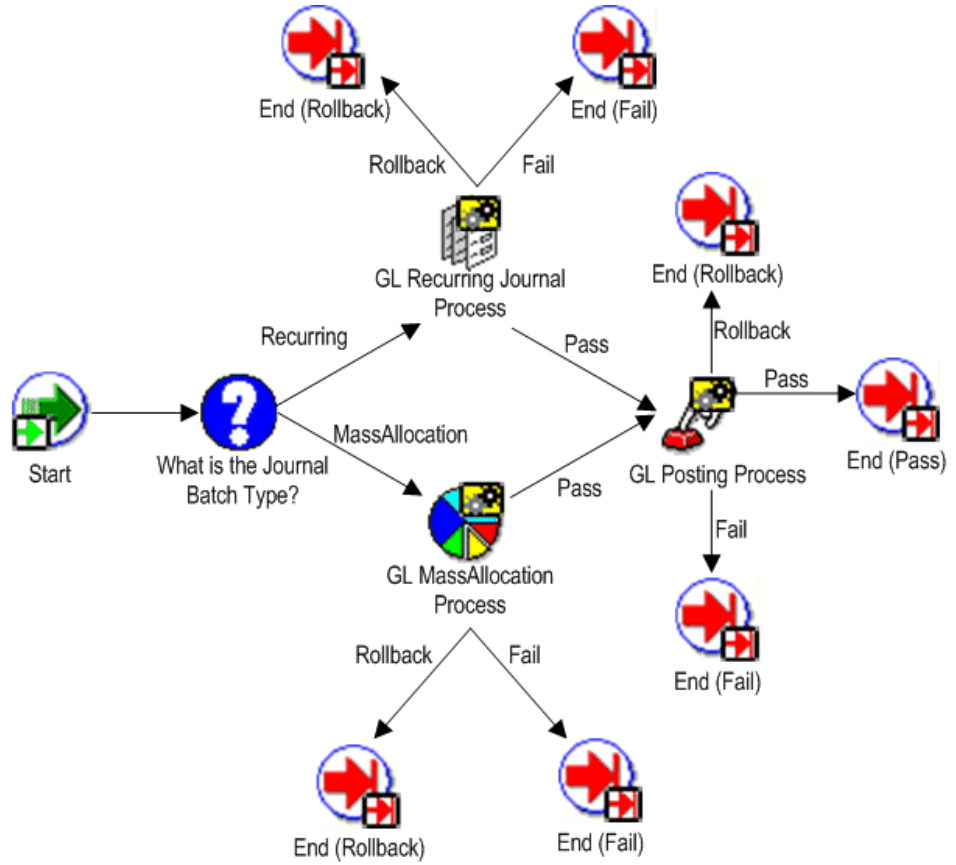 End (Rollback)
End (Fail)
Rollback
Fail
GL Recurring Journal
Process
End (Rollback)
Recurring
Pass
Rollback
Pass
Start
What is the Journal
Batch Type?
MassAllocation
Pass
GL Posting Process
End (Pass)
Fail
GL MassAllocation
Process
Rollback
Fail
End (Fail)
End (Rollback)
End (Fail)